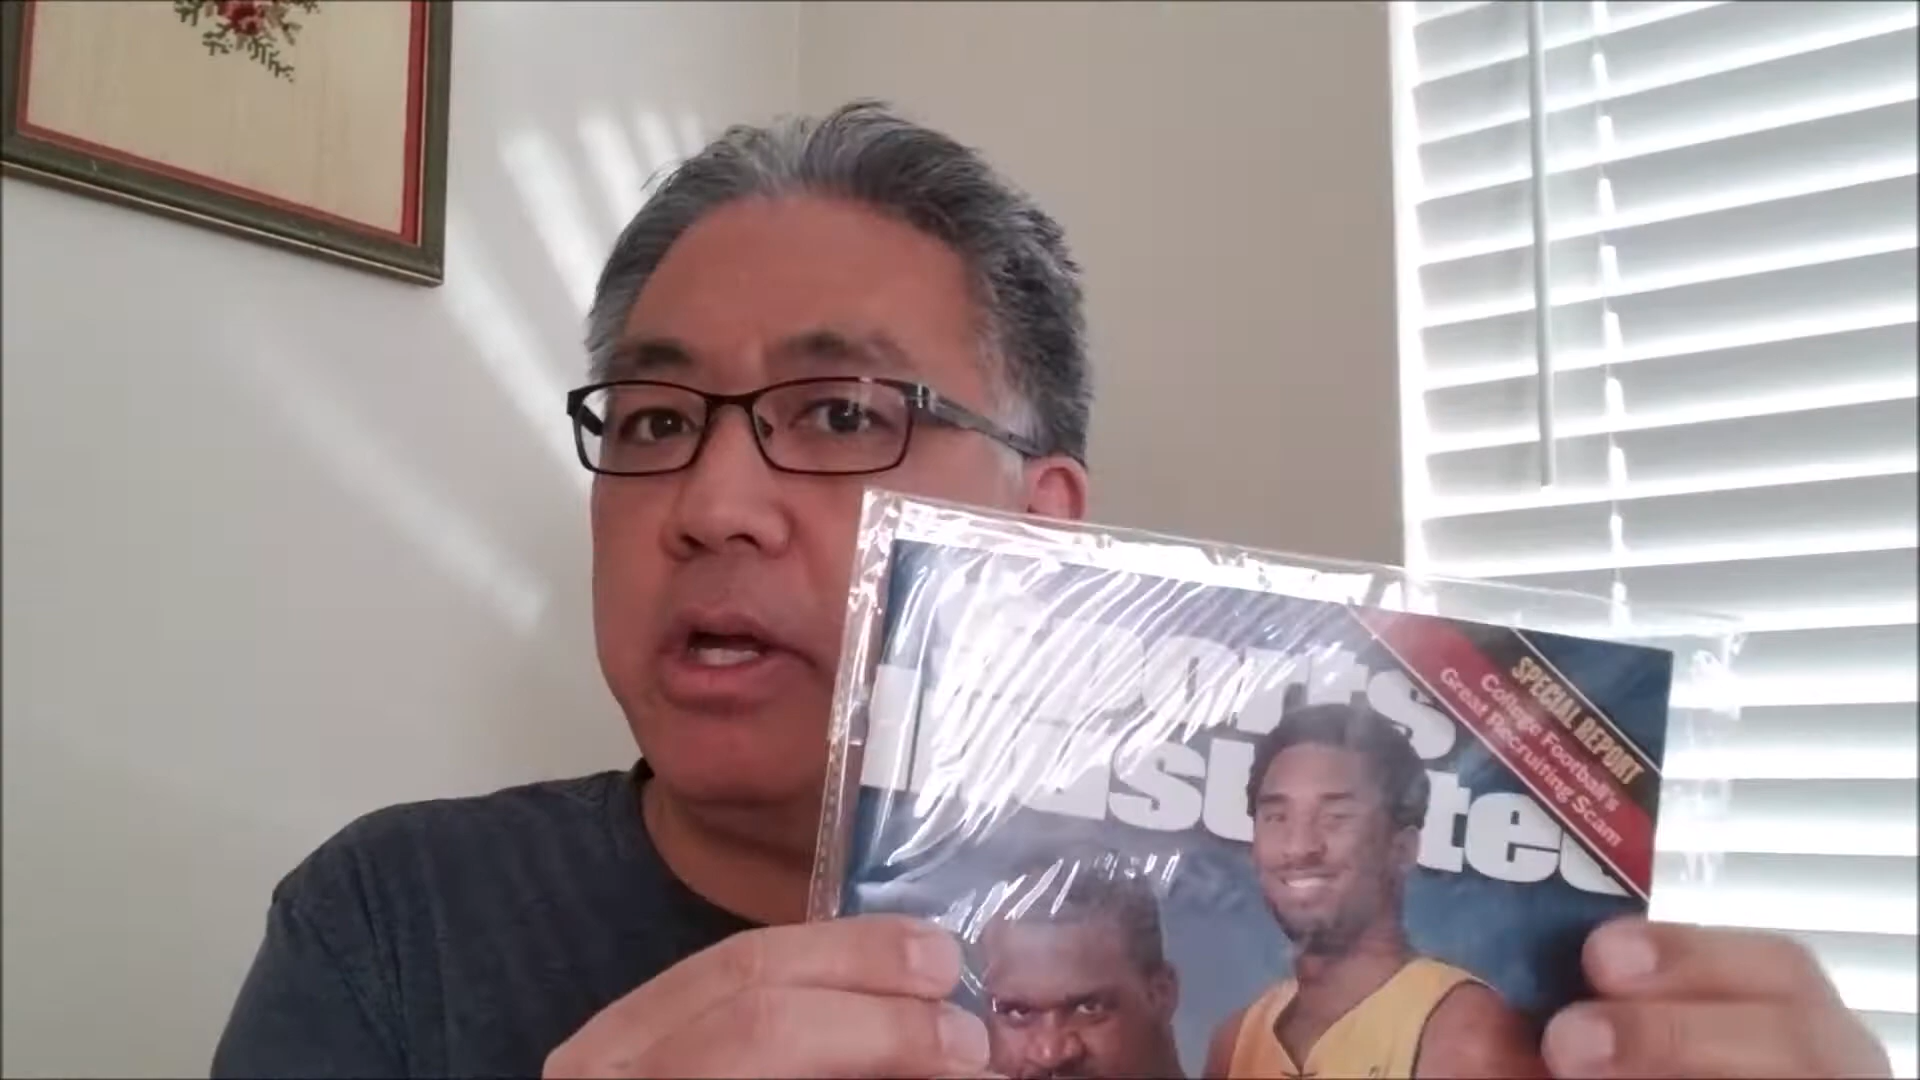 Sports
Illustrated
SPECIAL REPORT
College Football's
Great Recruiting Scam